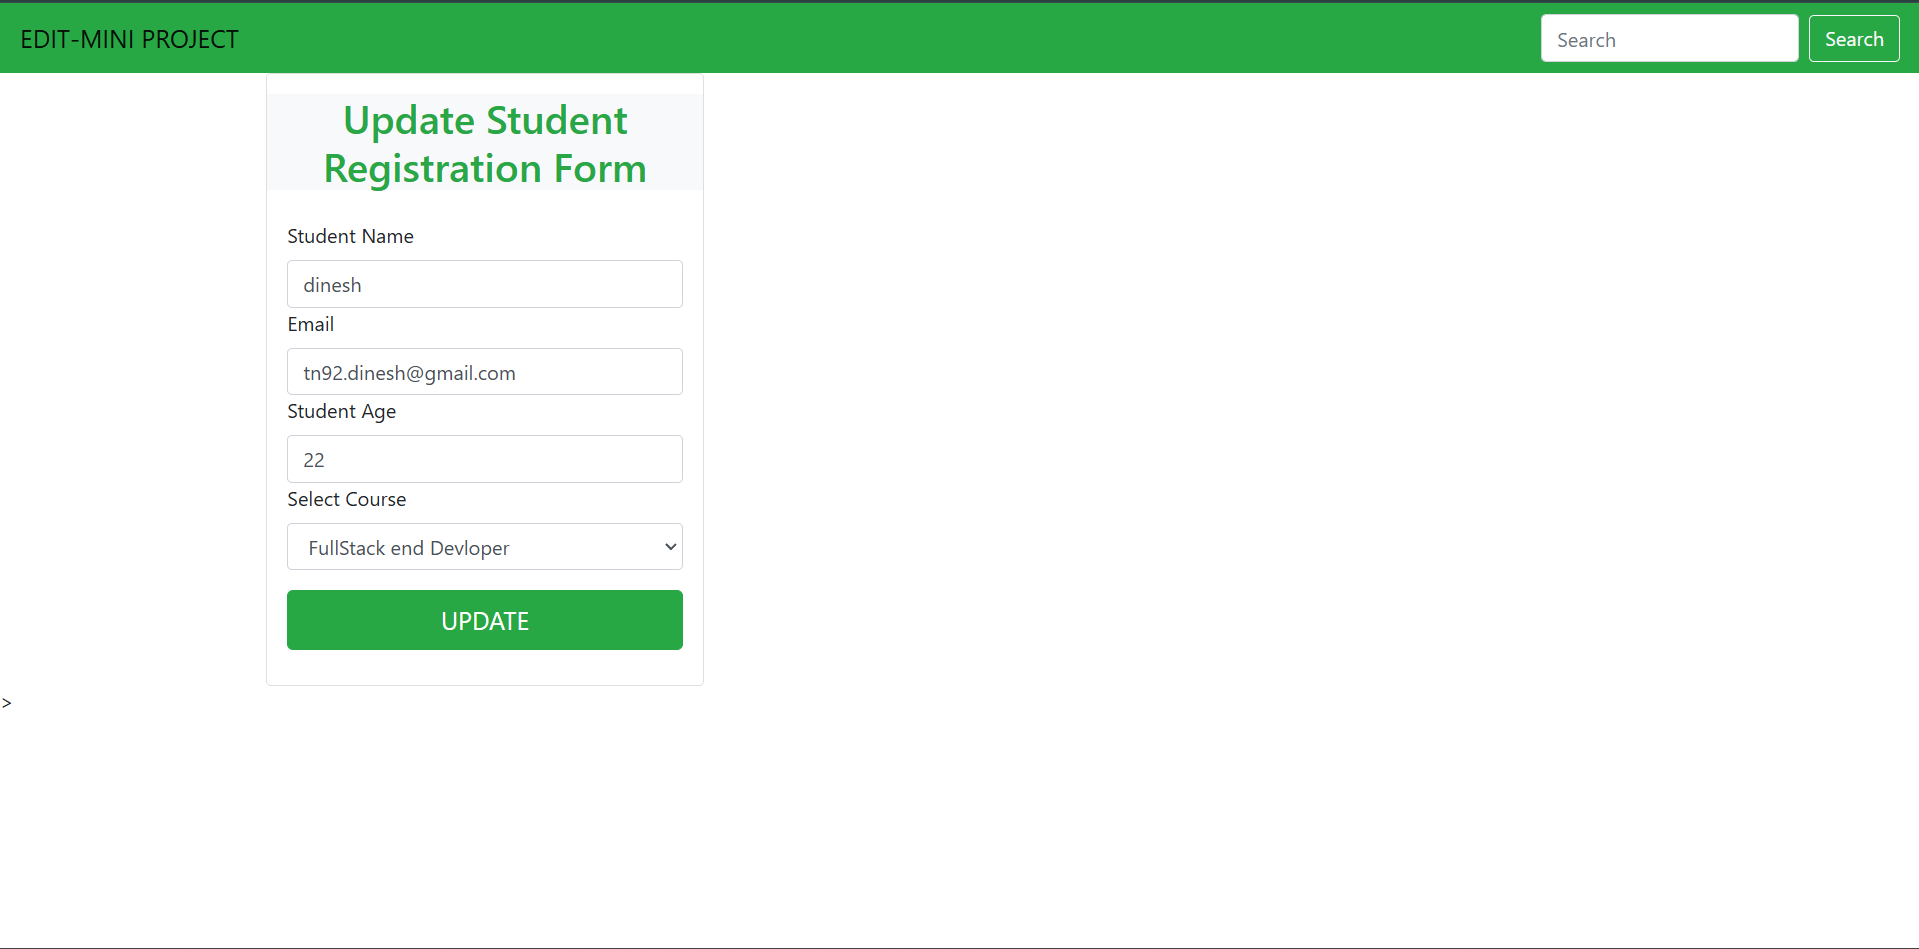 EDIT-MINI PROJECT
Search
Search
Update Student
Registration Form
Student Name
dinesh
Email
tn92.dinesh@gmail.com
Student Age
22
Select Course
FullStack end Devloper
UPDATE
>